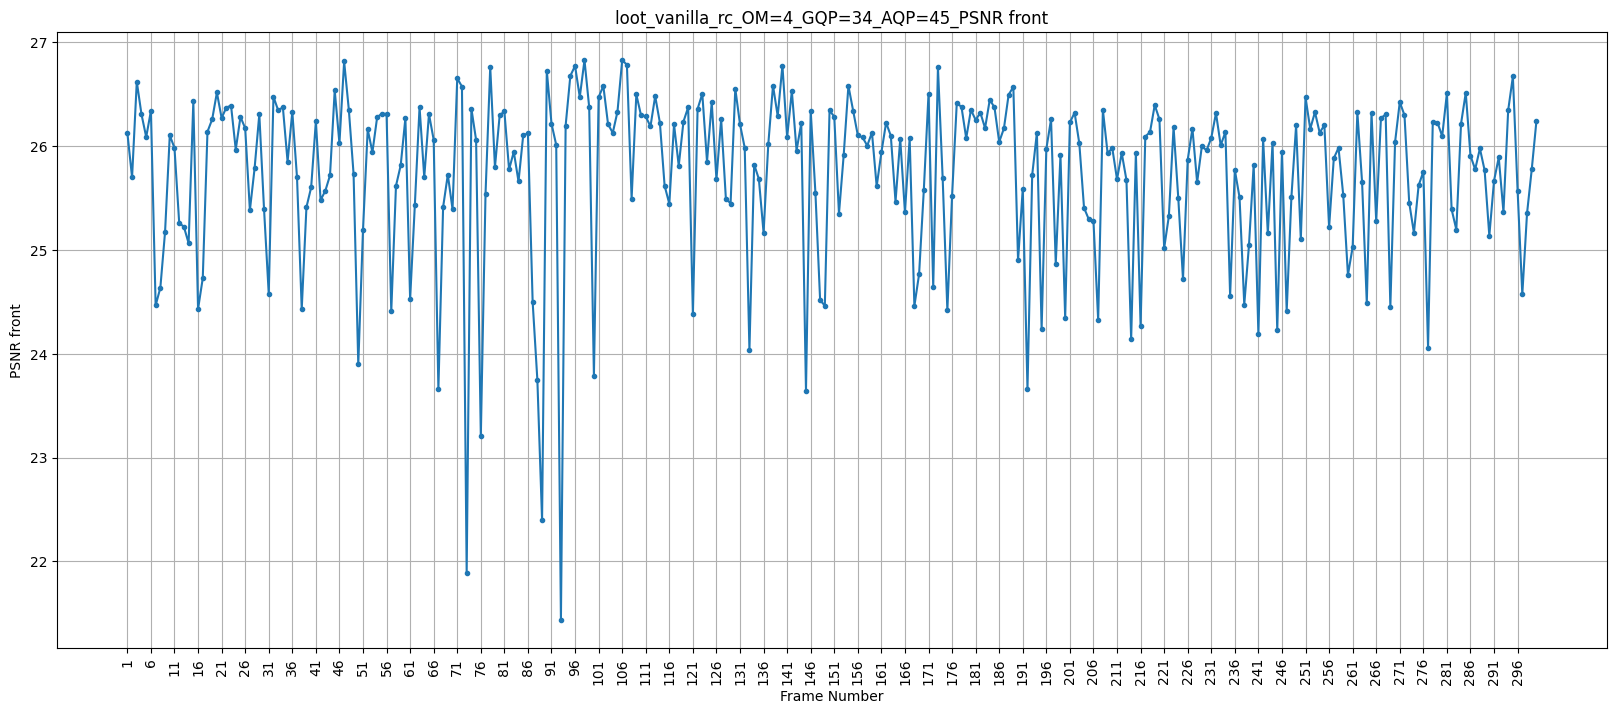 loot_vanilla_rc_OM=4_GQP=34_AQP=45_PSNR front
27
26
25
24
23
22
PSNR front
1 6 11 16 21 26 31 36 41 46 51 56 61 66 71 76 81 86 91 96 101 106 111 116 121 126 131 136 141 146 151 156 161 166 171 176 181 186 191 196 201 206 211 216 221 226 231 236 241 246 251 256 261 266 271 276 281 286 291 296
Frame Number